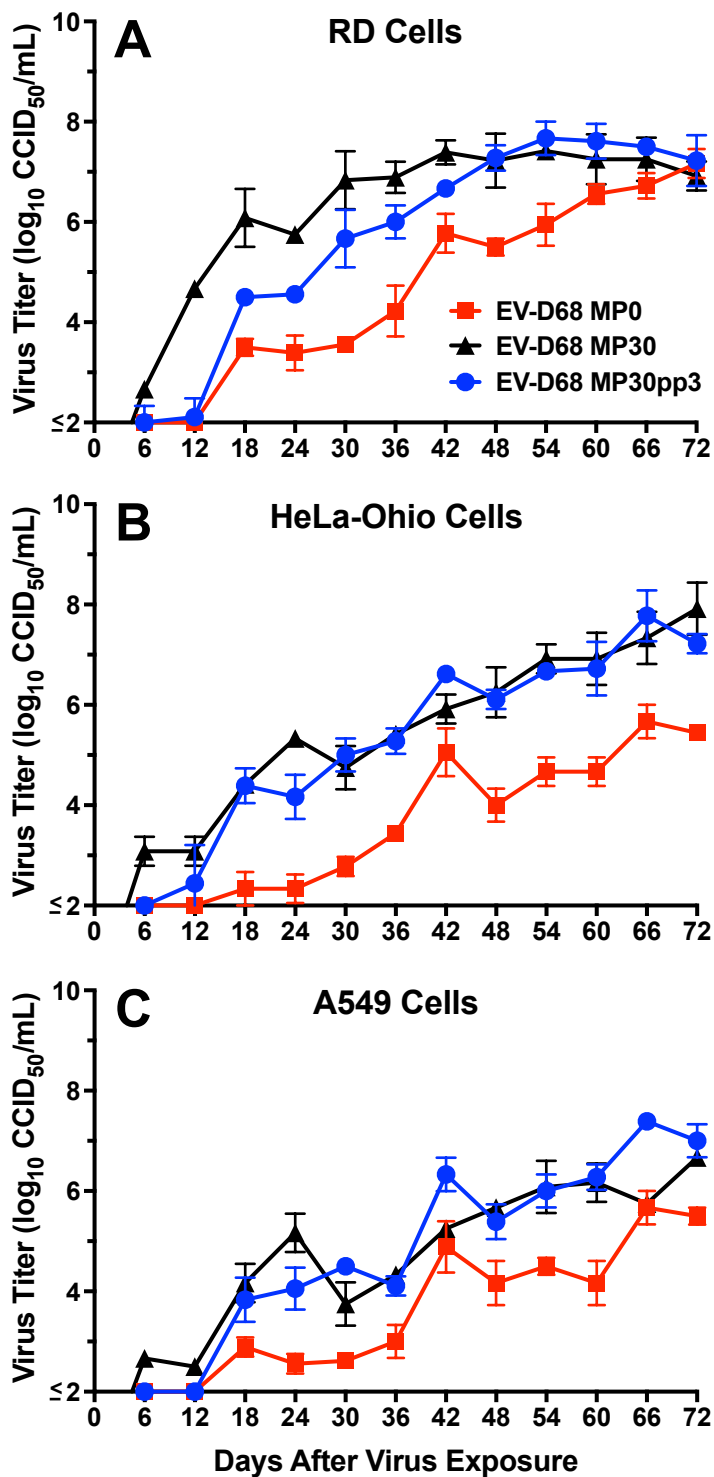 A
RD Cells
Virus Titer (log₁₀ CCID₅₀/mL)
10
8
6
4
≤2
EV-D68 MP0
EV-D68 MP30
EV-D68 MP30pp3
0 6 12 18 24 30 36 42 48 54 60 66 72
B
HeLa-Ohio Cells
Virus Titer (log₁₀ CCID₅₀/mL)
10
8
6
4
≤2
0 6 12 18 24 30 36 42 48 54 60 66 72
C
A549 Cells
Virus Titer (log₁₀ CCID₅₀/mL)
10
8
6
4
≤2
0 6 12 18 24 30 36 42 48 54 60 66 72
Days After Virus Exposure